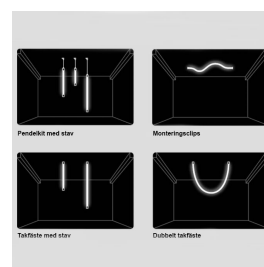 Pendelkit med stav
Monteringsclips
Takfäste med stav
Dubbelt takfäste